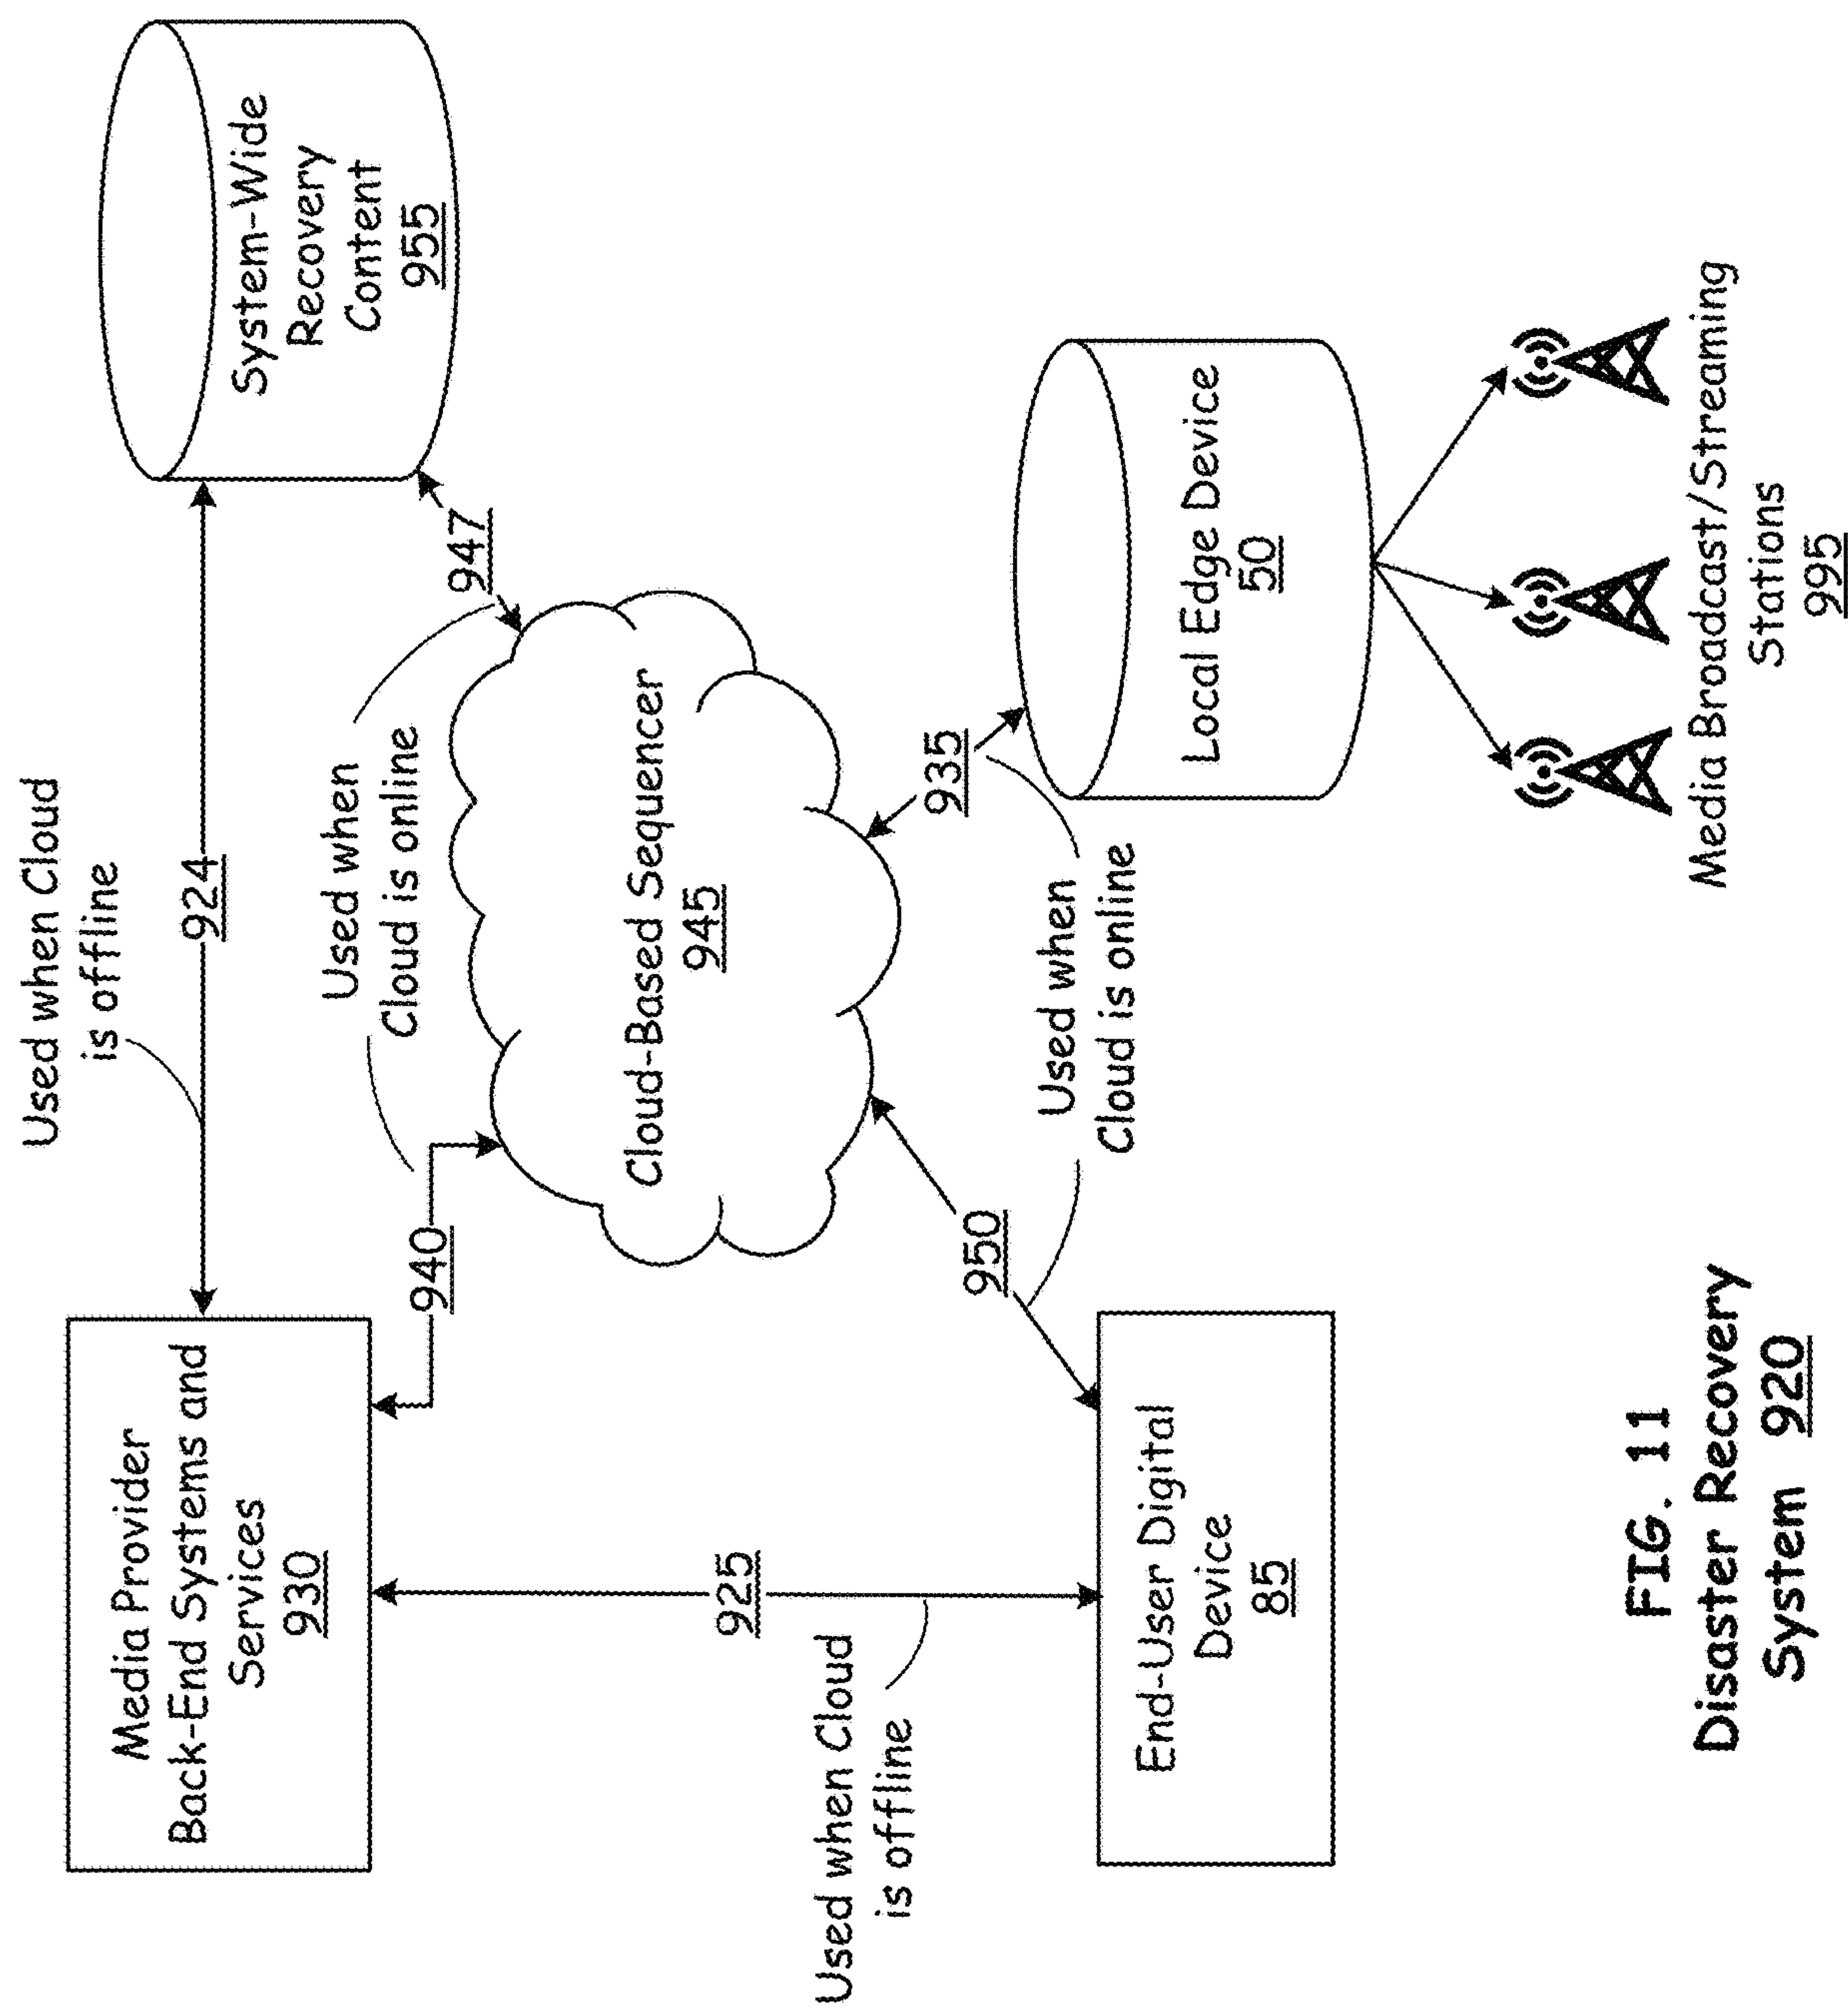 Used when Cloud
is offline
924
Media Provider
Back-End Systems and
Services
930
System-Wide
Recovery
Content
955
940
Used when
Cloud is online
947
Cloud-Based Sequencer
945
925
Used when Cloud
is offline
950
935
Used when
Cloud is online
End-User Digital
Device
85
Local Edge Device
50
Media Broadcast/Streaming
Stations
995
FIG. 11
Disaster Recovery
System 920